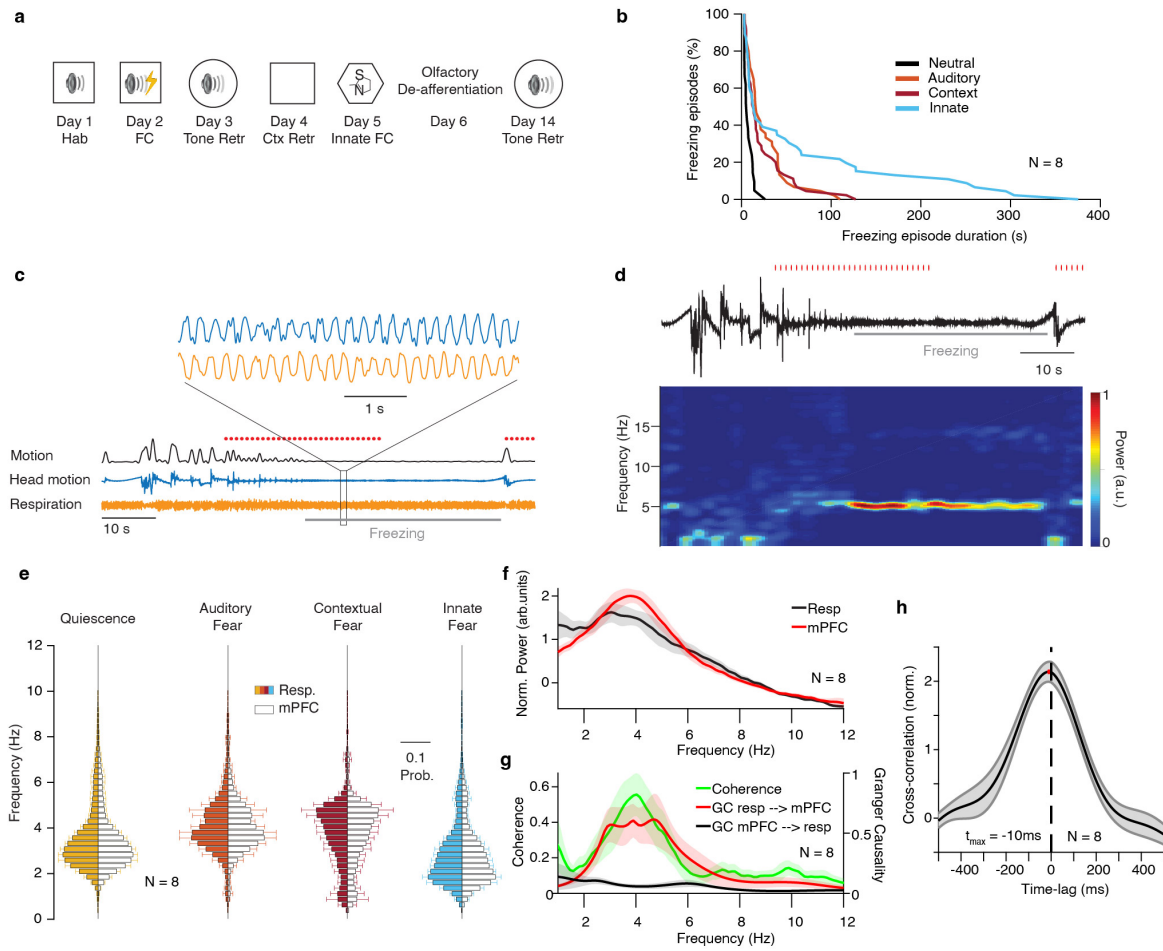 a
S
N
Olfactory
De-afferentiation
Day 1
Hab
Day 2
FC
Day 3
Tone Retr
Day 4
Ctx Retr
Day 5
Innate FC
Day 6
Day 14
Tone Retr
b
Freezing episodes (%)
100
80
60
40
20
0
Neutral
Auditory
Context
Innate
N = 8
0
100
200
300
400
Freezing episode duration (s)
c
1 s
Motion
Head motion
Respiration
10 s
Freezing
d
Freezing
10 s
Frequency (Hz)
15
10
5
1
0
Power (a.u.)
e
Quiescence
Auditory
Fear
Contextual
Fear
Innate
Fear
Frequency (Hz)
12
10
8
6
4
2
0
Resp.
mPFC
0.1
Prob.
N = 8
f
Norm. Power (arb.units)
2
1
0
Resp
mPFC
N = 8
2
4
6
8
10
12
Frequency (Hz)
g
Coherence
0.6
0.4
0.2
0
Coherence
GC resp --> mPFC
GC mPFC --> resp
N = 8
1
0.5
0
Granger Causality
2
4
6
8
10
12
Frequency (Hz)
h
Cross-correlation (norm.)
2
1
0
tmax = -10ms
N = 8
-400
-200
0
200
400
Time-lag (ms)